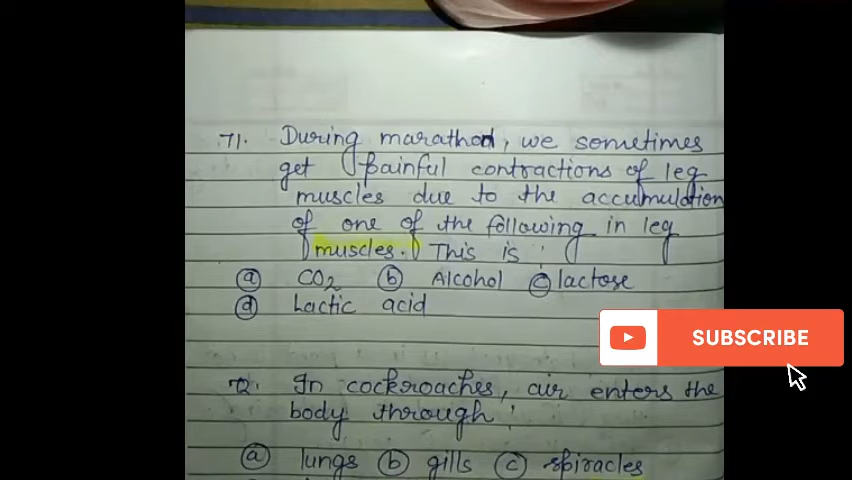 71. During marathon, we sometimes
get painful contractions of leg
muscles due to the accumulation
of one of the following in leg
muscles. This is :
(a) CO2 (b) Alcohol (c) lactose
(d) Lactic acid
SUBSCRIBE
72. In cockroaches, air enters the
body through :
(a) lungs (b) gills (c) spiracles